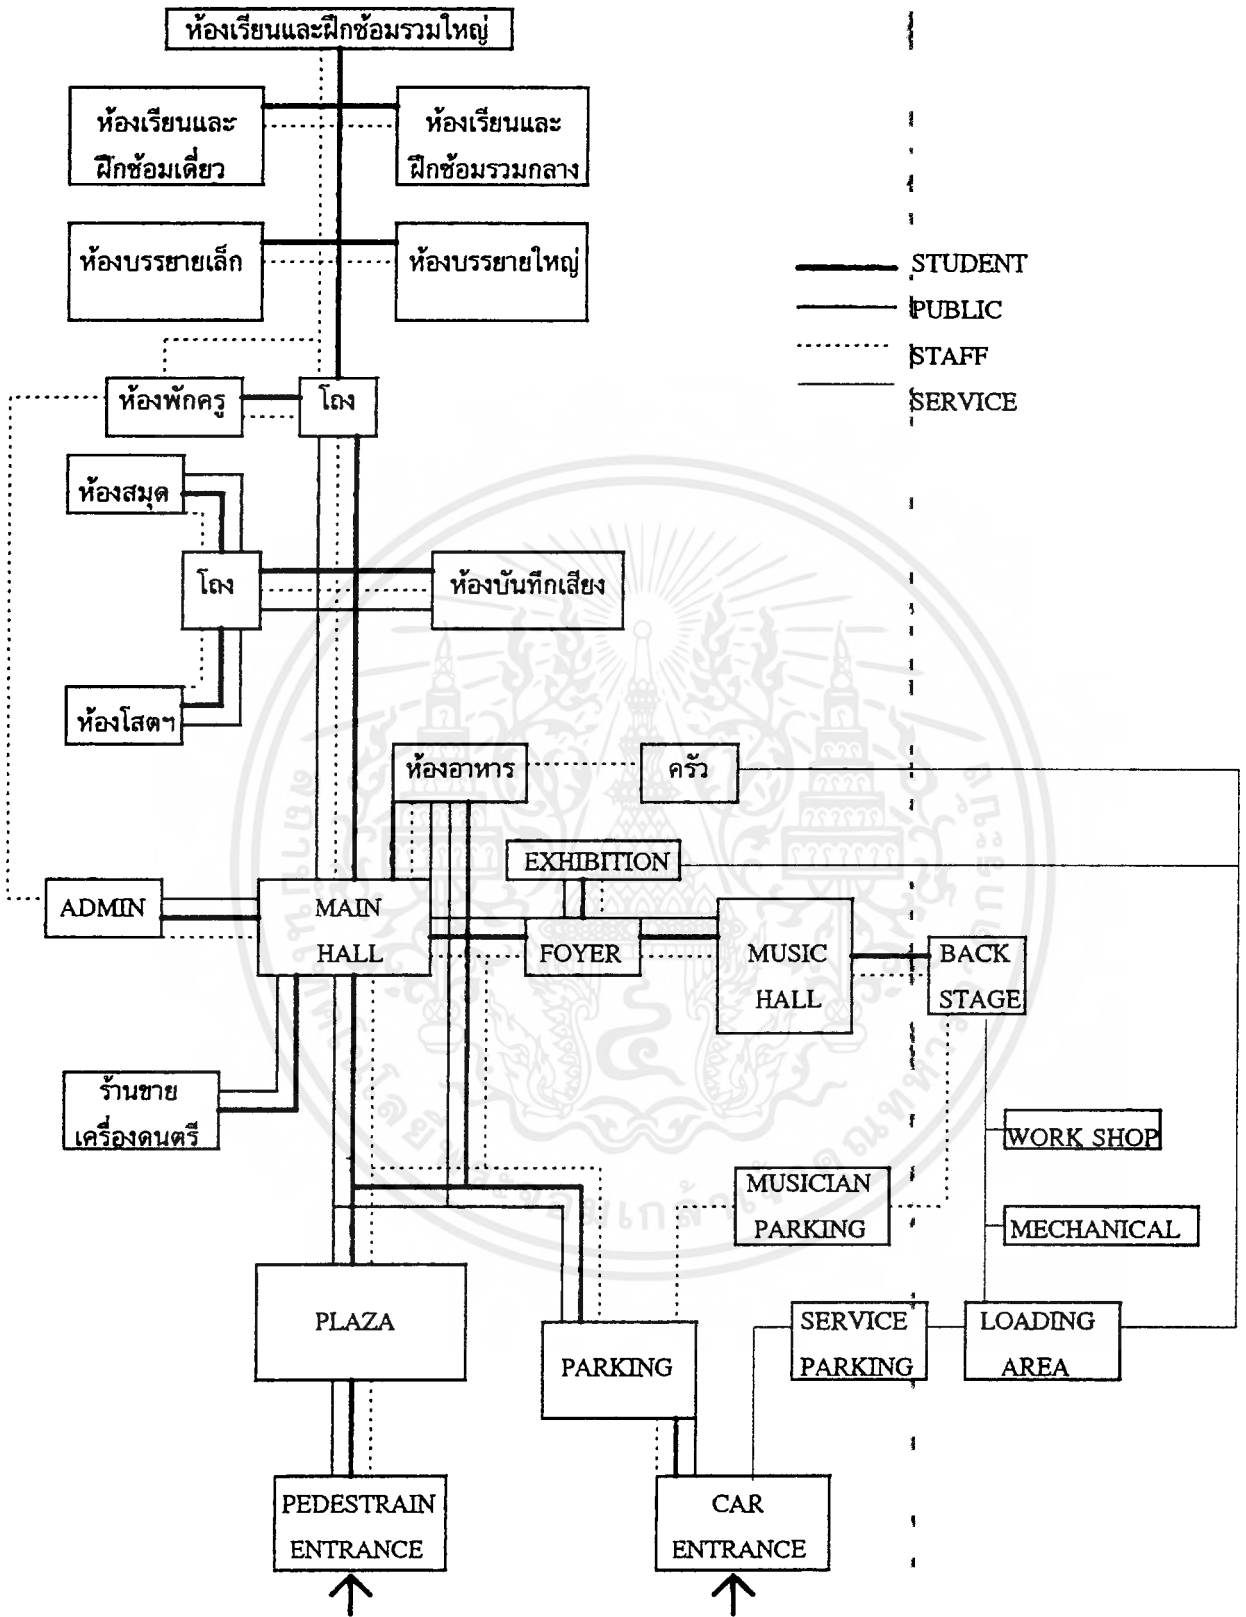 ห้องเรียนและฝึกซ้อมรวมใหญ่
ห้องเรียนและ
ฝึกซ้อมเดี่ยว
ห้องเรียนและ
ฝึกซ้อมรวมกลาง
ห้องบรรยายเล็ก
ห้องบรรยายใหญ่
STUDENT
PUBLIC
STAFF
SERVICE
ห้องพักครู
โถง
ห้องสมุด
โถง
ห้องบันทึกเสียง
ห้องโสตฯ
ห้องอาหาร
ครัว
EXHIBITION
ADMIN
MAIN
HALL
FOYER
MUSIC
HALL
BACK
STAGE
ร้านขาย
เครื่องดนตรี
WORK SHOP
MUSICIAN
PARKING
MECHANICAL
PLAZA
PARKING
SERVICE
PARKING
LOADING
AREA
PEDESTRAIN
ENTRANCE
CAR
ENTRANCE